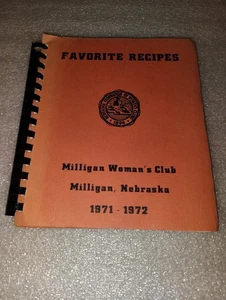 FAVORITE RECIPES
Milligan Woman's Club
Milligan, Nebraska
1971 - 1972